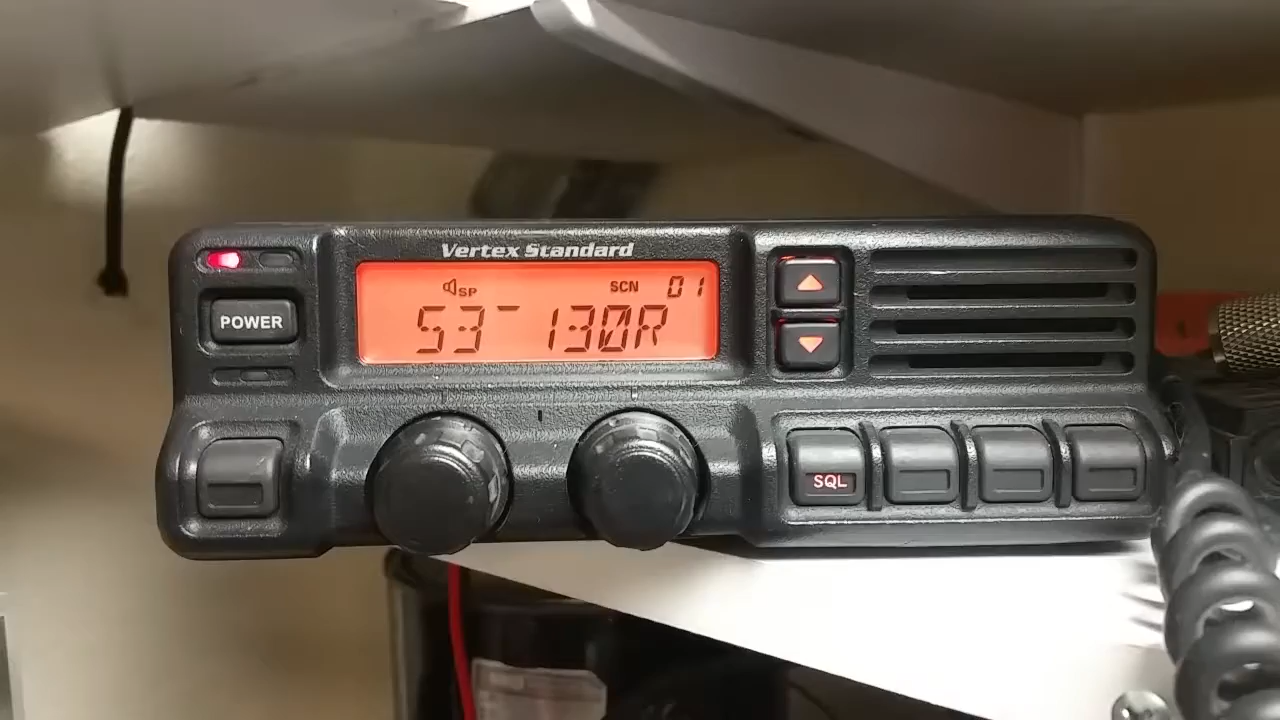 Vertex Standard
SP SCN 01
53- 130R
POWER
SQL